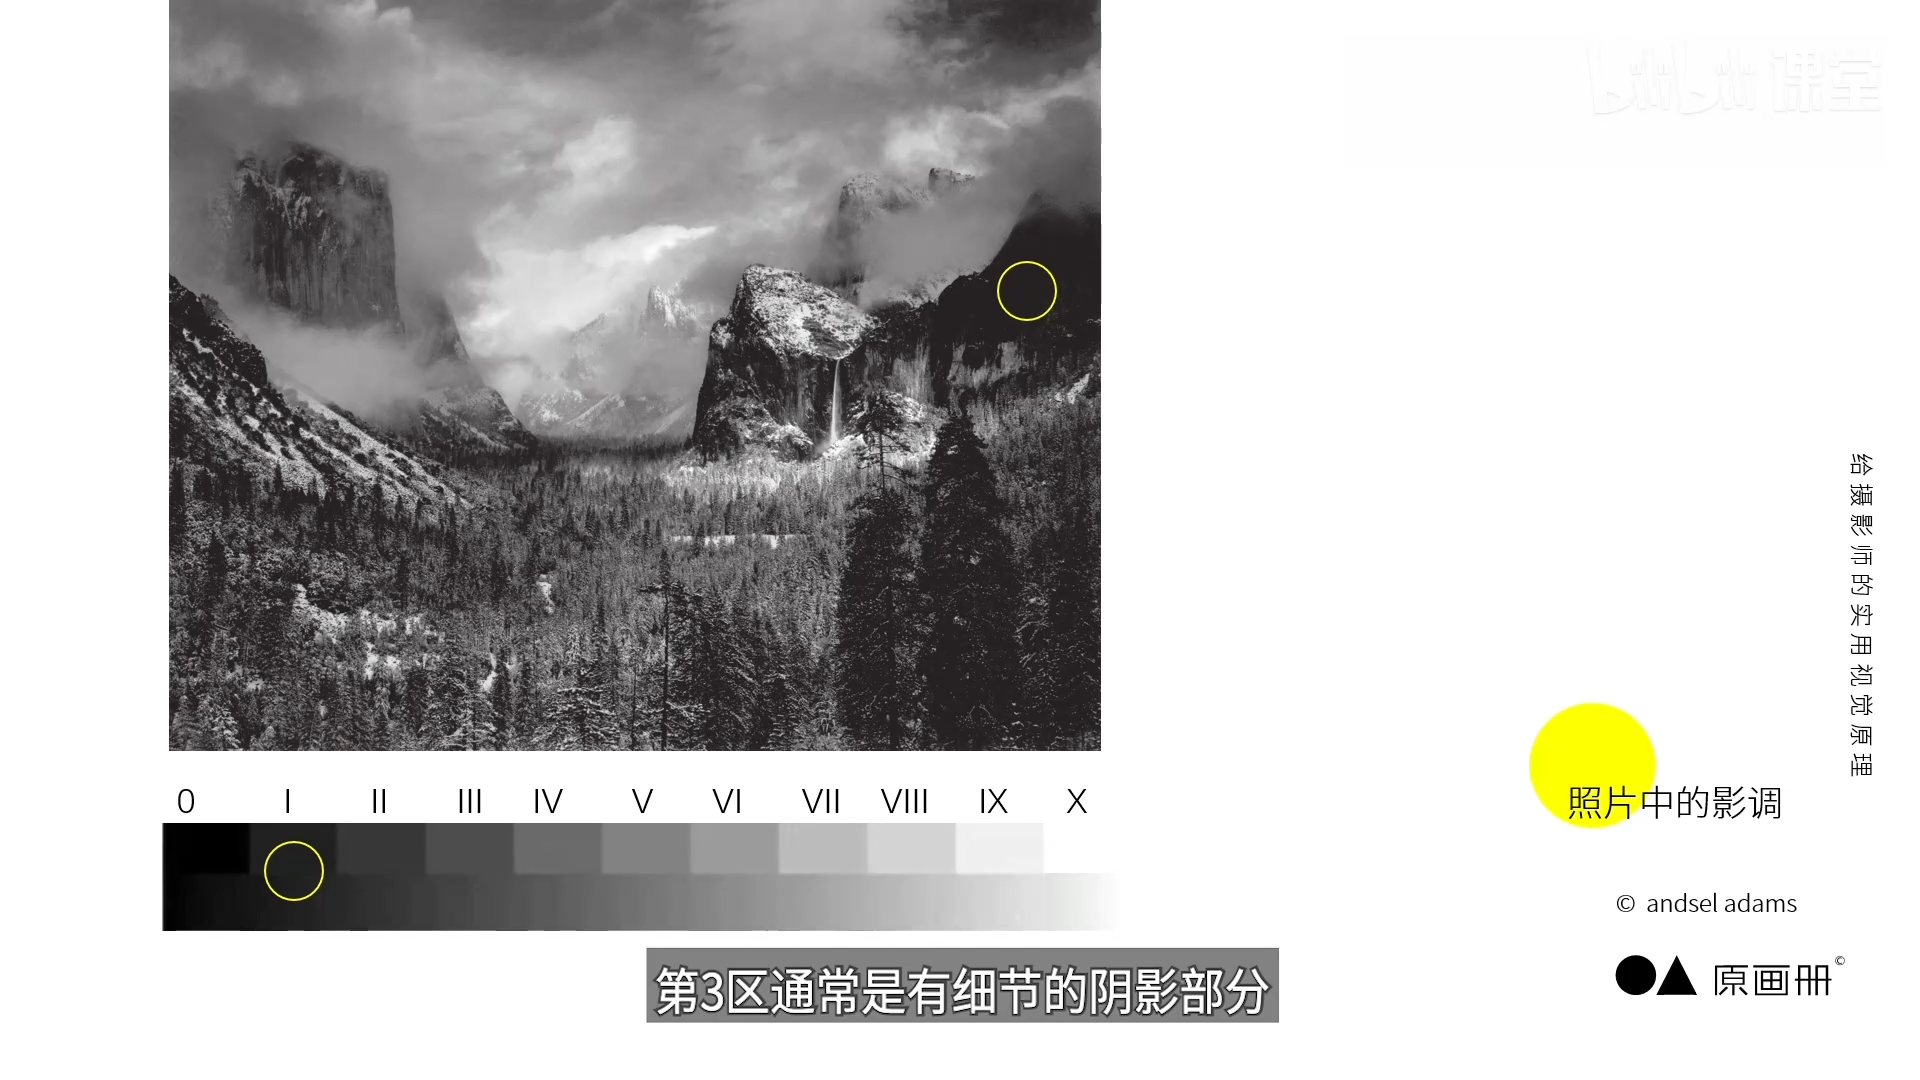 bilibili 课堂
给摄影师的实用视觉原理
0 I II III IV V VI VII VIII IX X
照片中的影调
© andsel adams
原画册©
第3区通常是有细节的阴影部分